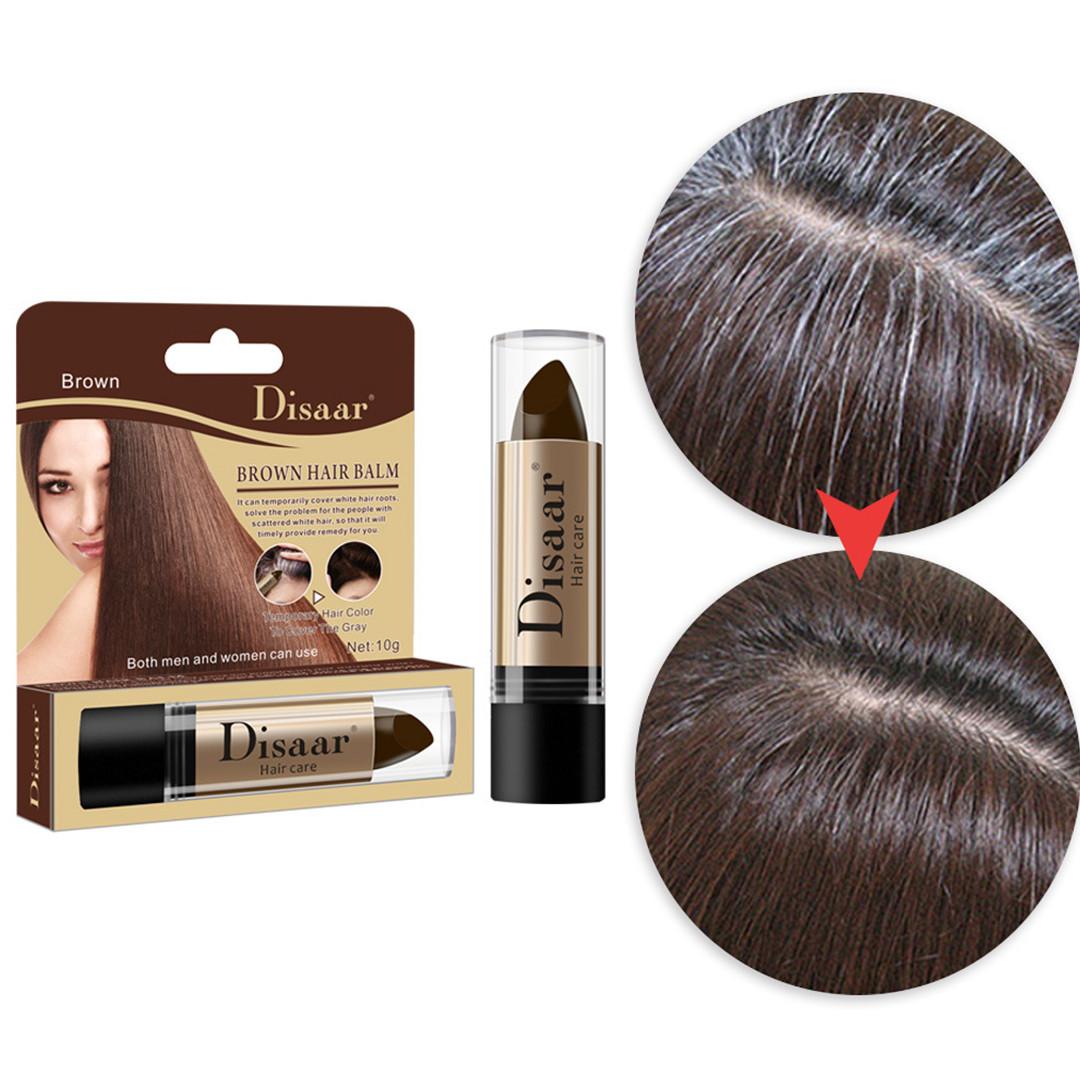 Brown
Disaar®
BROWN HAIR BALM
It can temporarily cover white hair roots,
solve the problem for the people with
scattered white hair, so that it will
timely provide remedy for you.
Temporary Hair Color
To Cover The Gray
Net:10g
Both men and women can use
Disaar
Disaar®
Hair care
Disaar®
Hair care